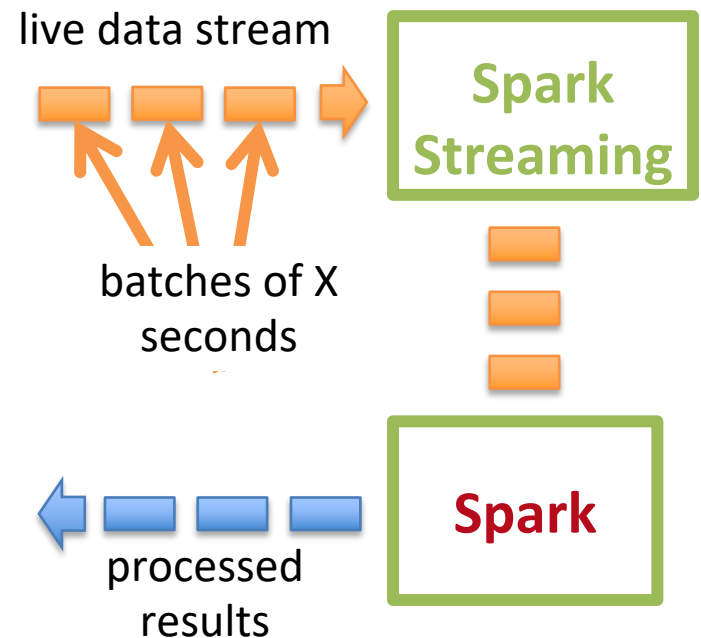 live data stream
Spark
Streaming
batches of X
seconds
Spark
processed
results